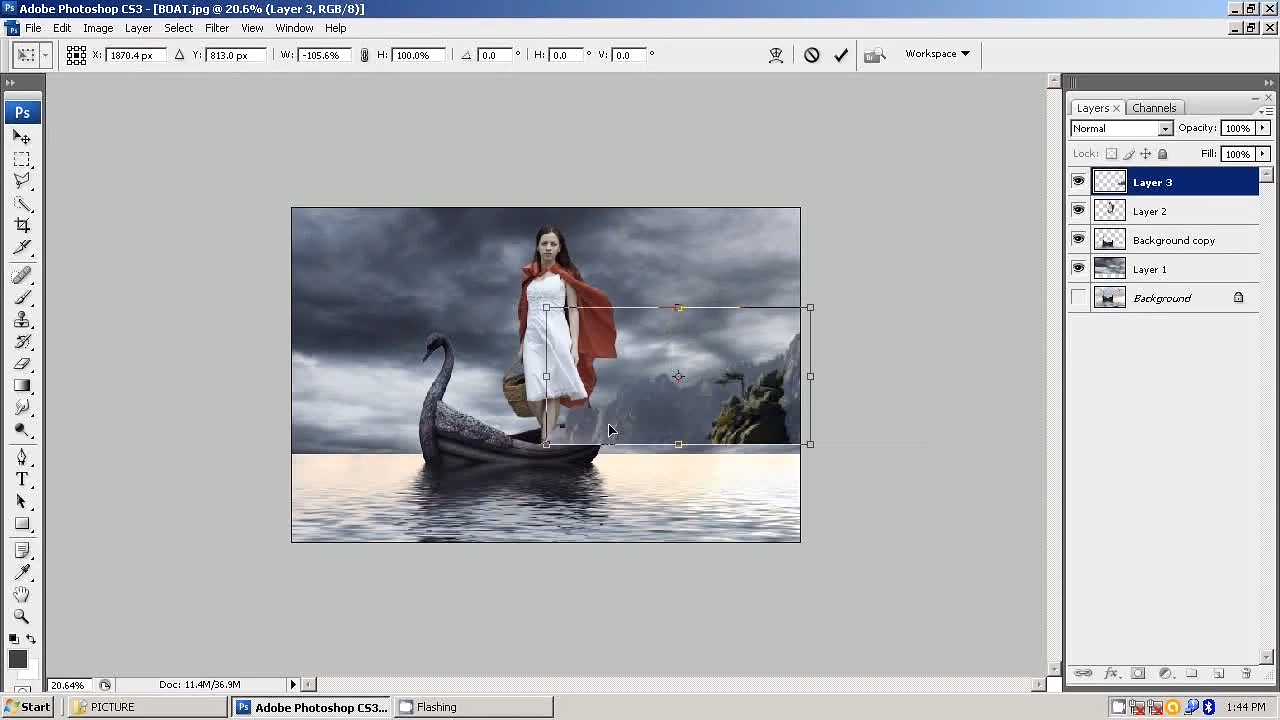 Adobe Photoshop CS3 - [BOAT.jpg @ 20.6% (Layer 3, RGB/8)]
File Edit Image Layer Select Filter View Window Help
X: 1870.4 px Y: 813.0 px W: -105.6% H: 100.0% 0.0 ° H: 0.0 ° V: 0.0 ° Workspace
Ps
Layers Channels
Normal Opacity: 100%
Lock: Fill: 100%
Layer 3
Layer 2
Background copy
Layer 1
Background
T
20.64% Doc: 11.4M/36.9M
Start PICTURE Adobe Photoshop CS3... Flashing 1:44 PM